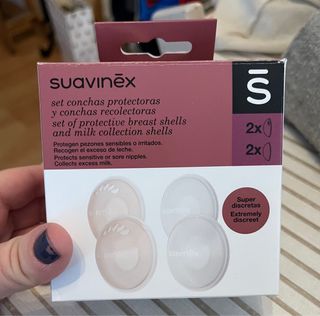 suavinēx
set conchas protectoras
y conchas recolectoras
set of protective breast shells
and milk collection shells
Protegen pezones sensibles o irritados.
Recogen el exceso de leche.
Protects sensitive or sore nipples.
Collects excess milk.
S̄
2x
2x
Super
discretas
Extremely
discreet